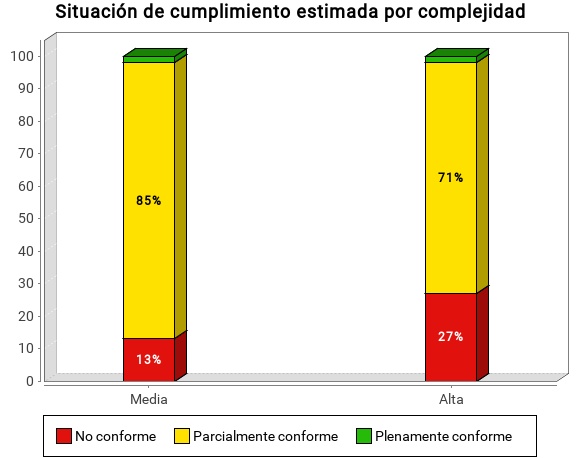 Situación de cumplimiento estimada por complejidad
100
90
80
70
60
50
40
30
20
10
0
85%
13%
71%
27%
Media
Alta
No conforme
Parcialmente conforme
Plenamente conforme